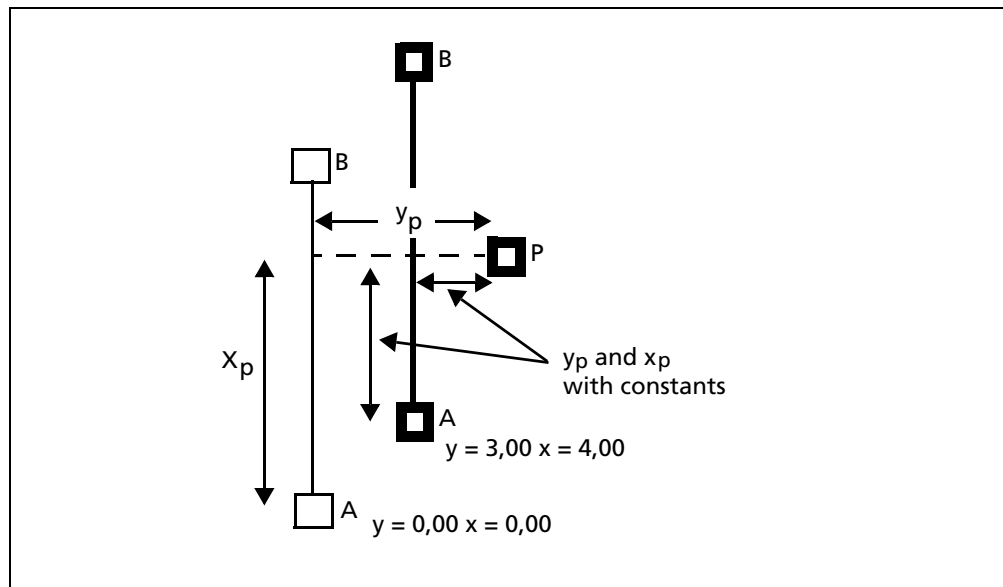 B
B
yp
P
Xp
yp and xp
with constants
A
y = 3,00 x = 4,00
A
y = 0,00 x = 0,00